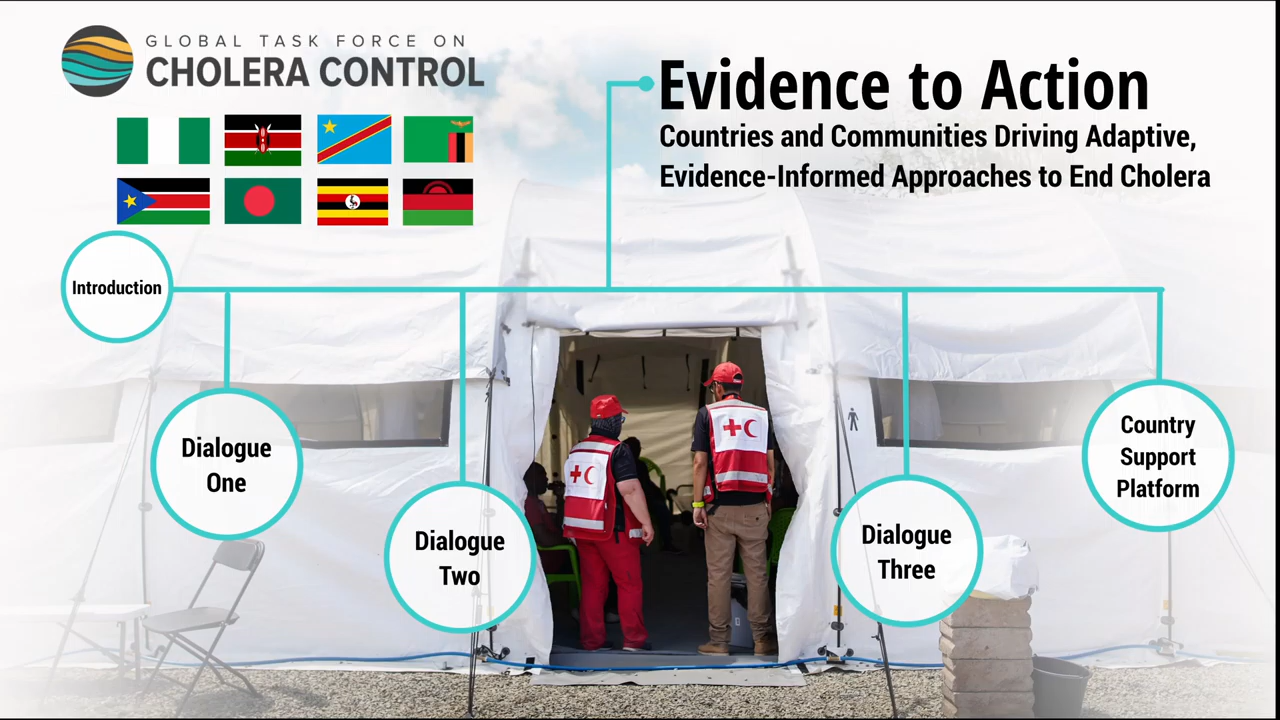 GLOBAL TASK FORCE ON
CHOLERA CONTROL
Evidence to Action
Countries and Communities Driving Adaptive,
Evidence-Informed Approaches to End Cholera
Introduction
Dialogue
One
Dialogue
Two
Dialogue
Three
Country
Support
Platform